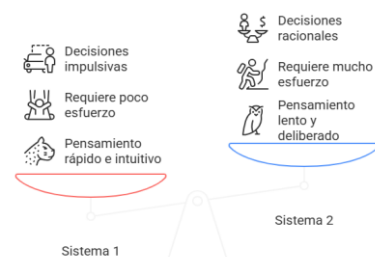 Decisiones
impulsivas
Requiere poco
esfuerzo
Pensamiento
rápido e intuitivo
Sistema 1
$
Decisiones
racionales
Requiere mucho
esfuerzo
Pensamiento
lento y
deliberado
Sistema 2